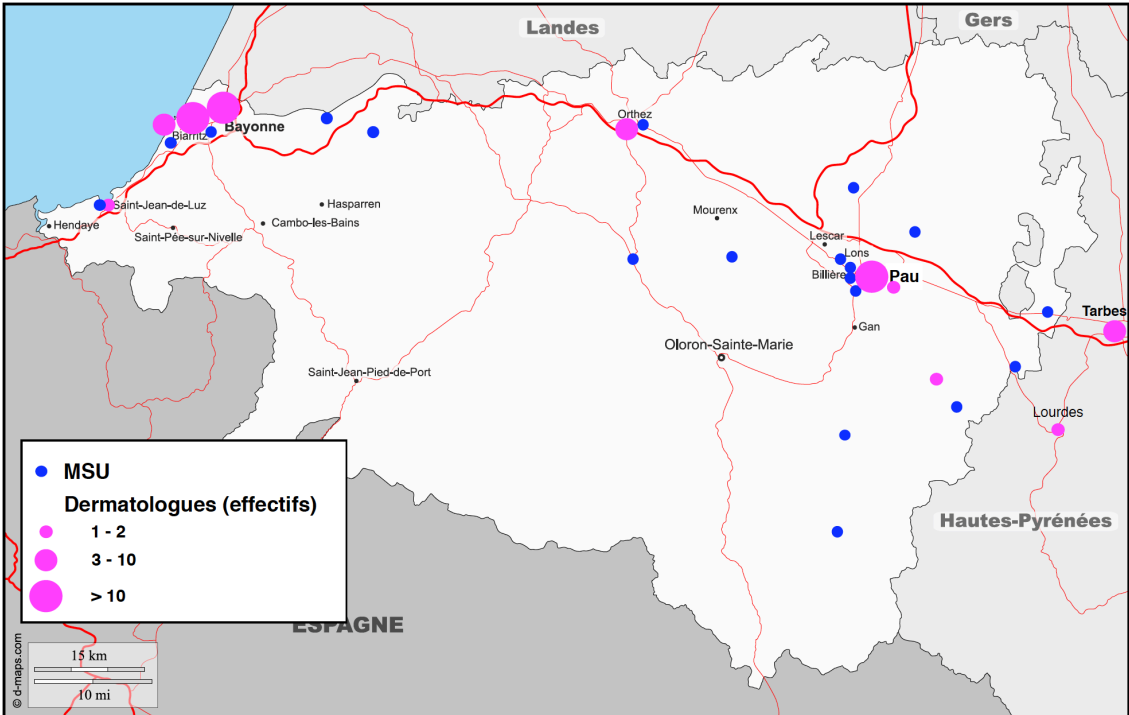 Landes
Gers
Orthez
Bayonne
Biarritz
Saint-Jean-de-Luz
Hasparren
Hendaye
Cambo-les-Bains
Saint-Pée-sur-Nivelle
Mourenx
Lescar
Lons
Billière
Pau
Tarbes
Gan
Oloron-Sainte-Marie
Saint-Jean-Pied-de-Port
Lourdes
MSU
Dermatologues (effectifs)
1 - 2
3 - 10
> 10
Hautes-Pyrénées
ESPAGNE
15 km
10 mi
© d-maps.com